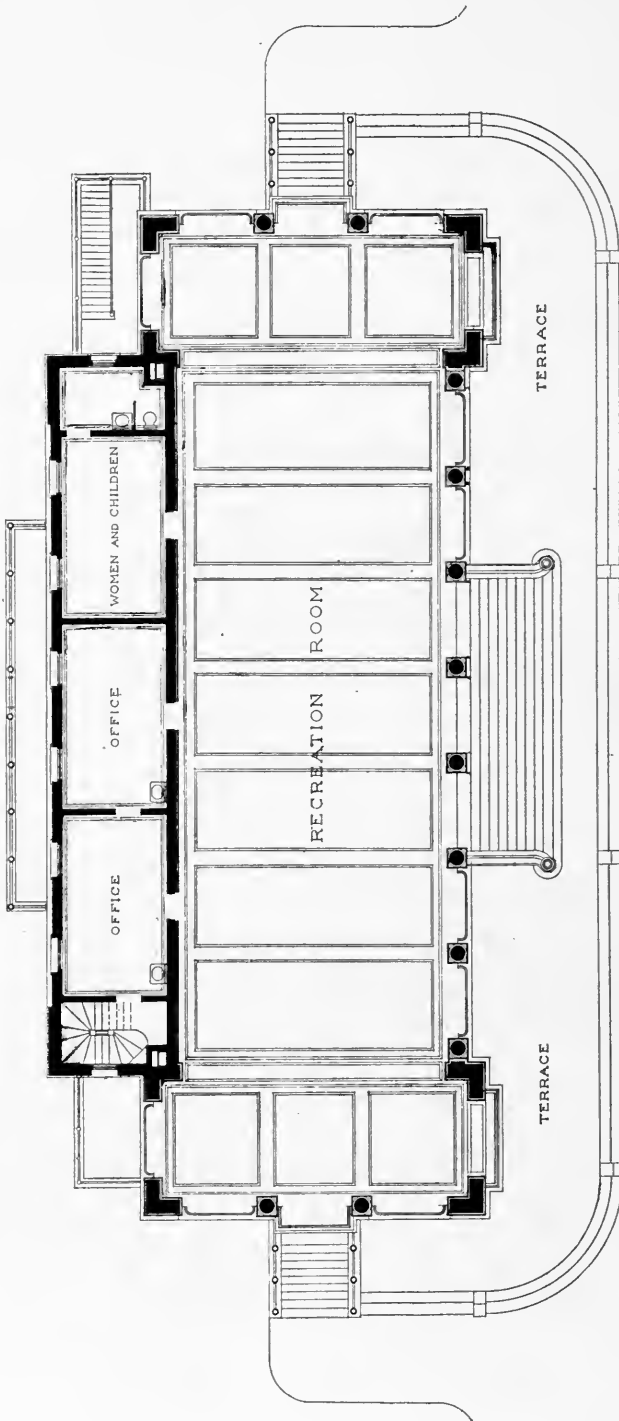 WOMEN AND CHILDREN
OFFICE
OFFICE
RECREATION ROOM
TERRACE
TERRACE